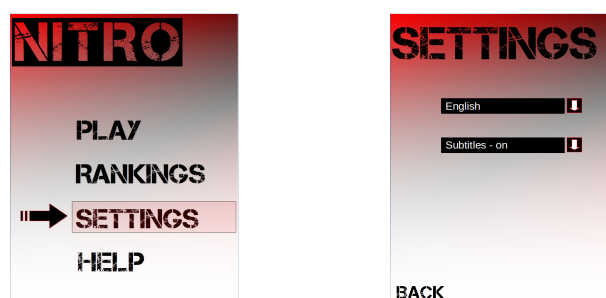 NITRO
PLAY
RANKINGS
SETTINGS
HELP
SETTINGS
English
Subtitles - on
BACK